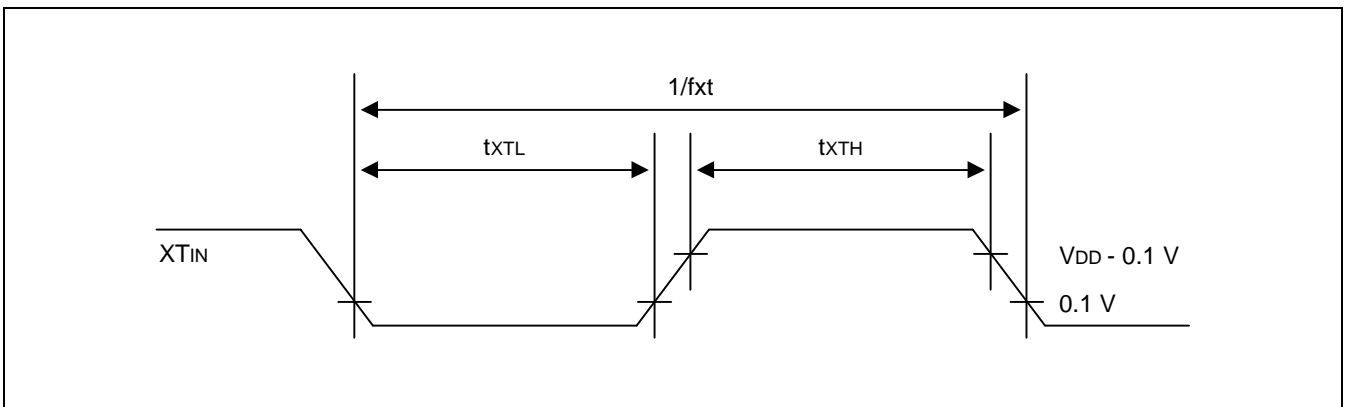 1/fxt
tXTL
tXTH
XTIN
VDD - 0.1 V
0.1 V